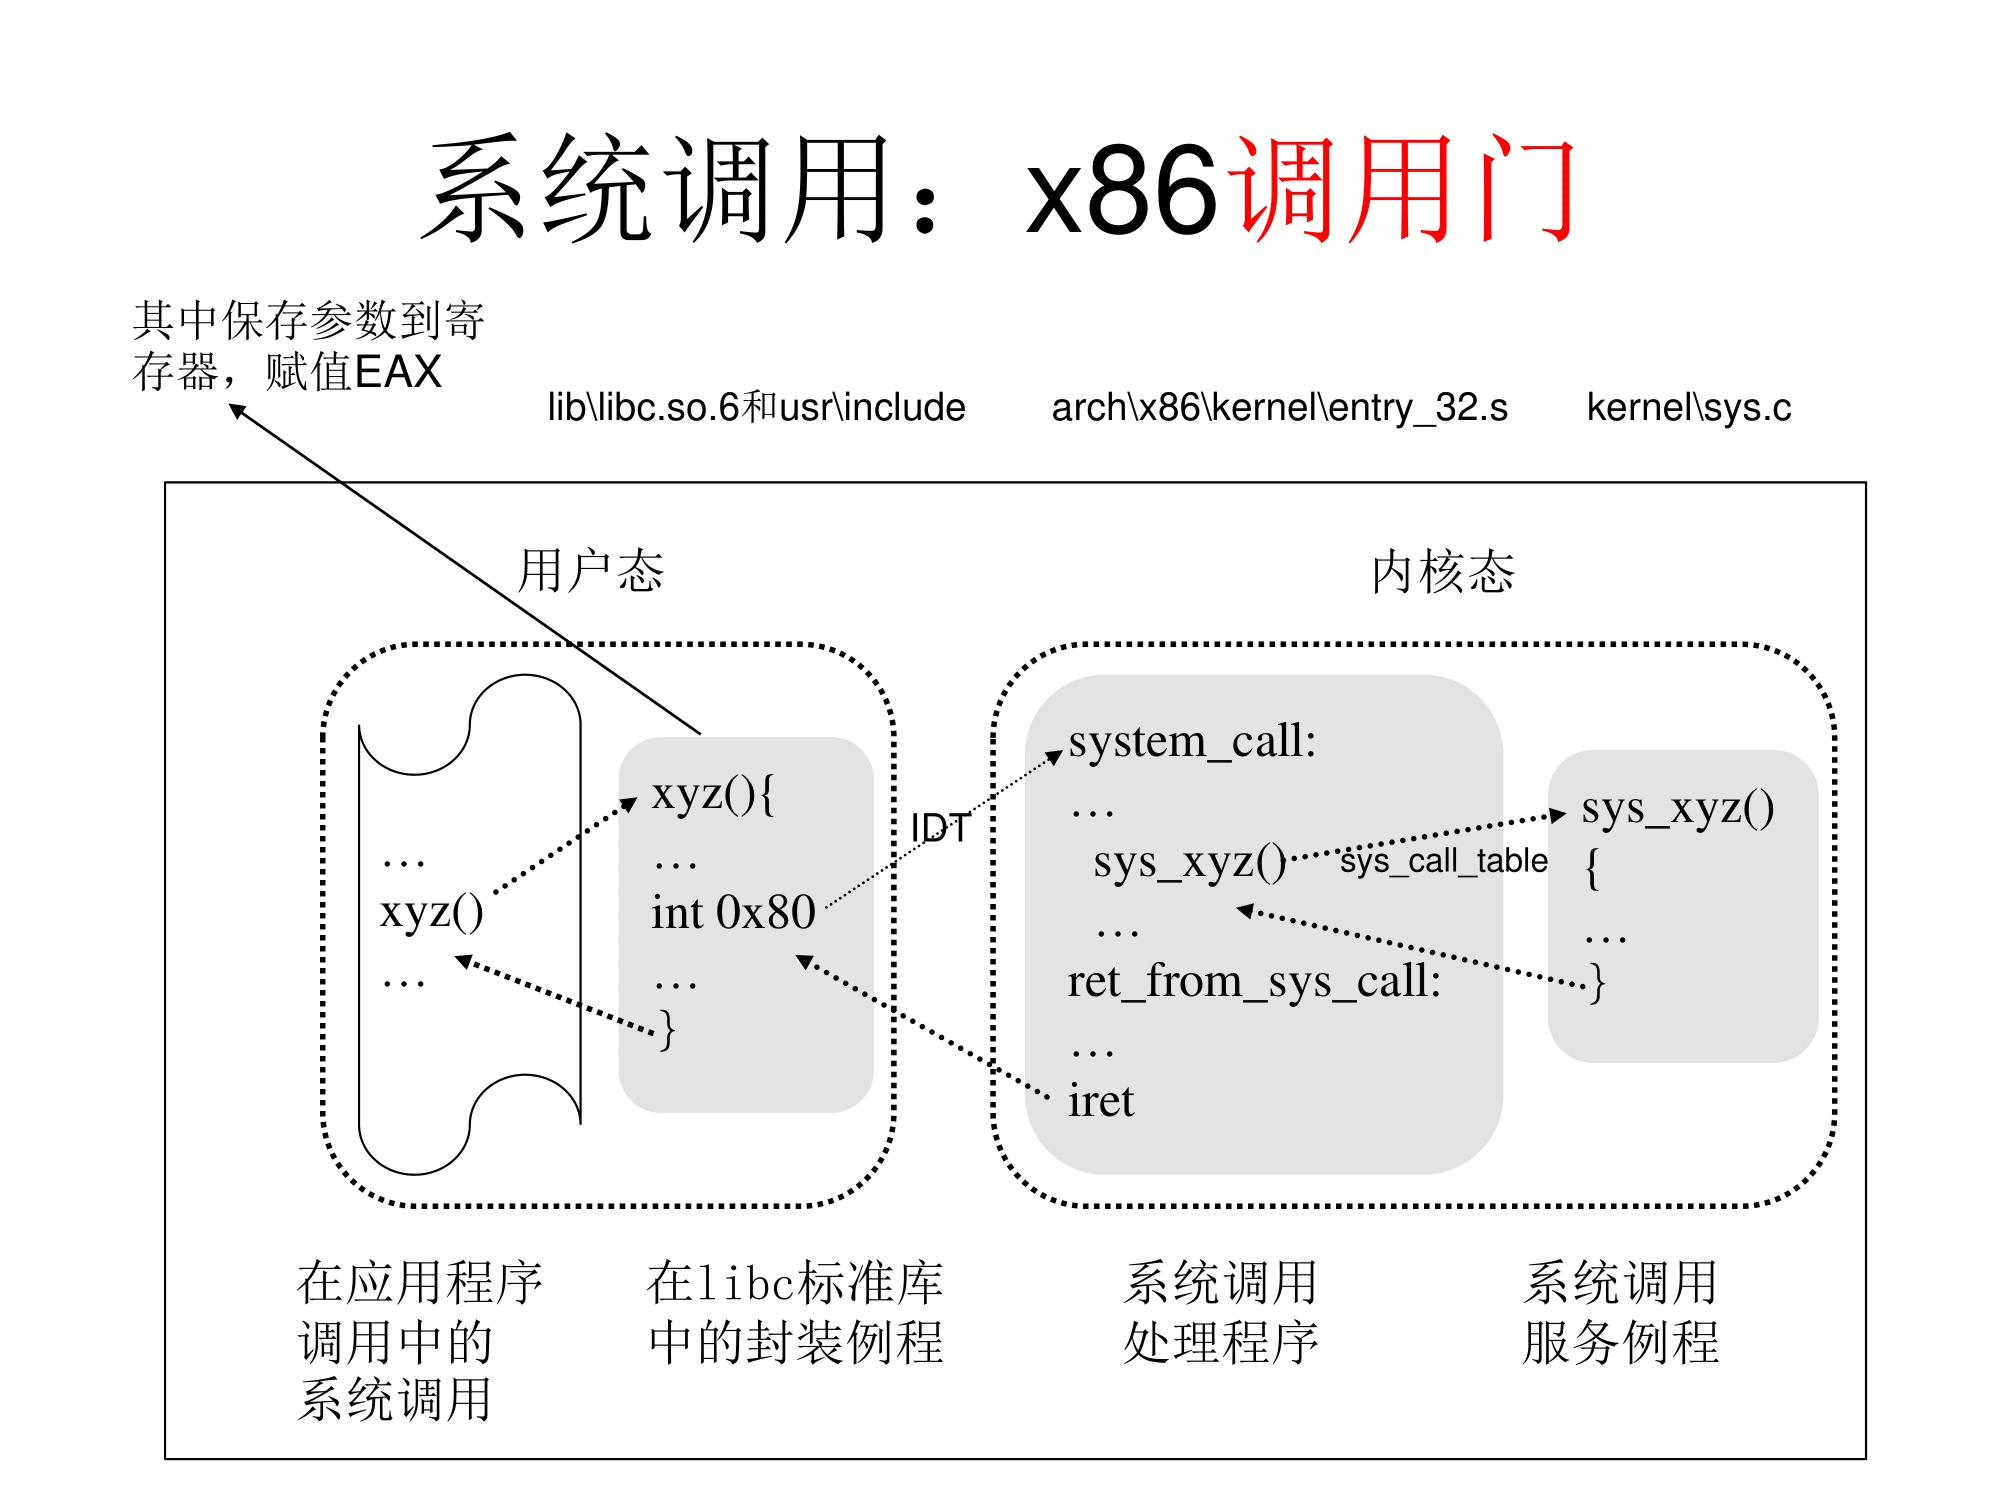 系统调用：x86调用门
其中保存参数到寄
存器，赋值EAX
lib\libc.so.6和usr\include
arch\x86\kernel\entry_32.s
kernel\sys.c
用户态
内核态
…
xyz()
…
xyz(){
…
int 0x80
…
}
IDT
system_call:
…
sys_xyz()
…
ret_from_sys_call:
…
iret
sys_call_table
sys_xyz()
{
…
}
在应用程序
调用中的
系统调用
在libc标准库
中的封装例程
系统调用
处理程序
系统调用
服务例程